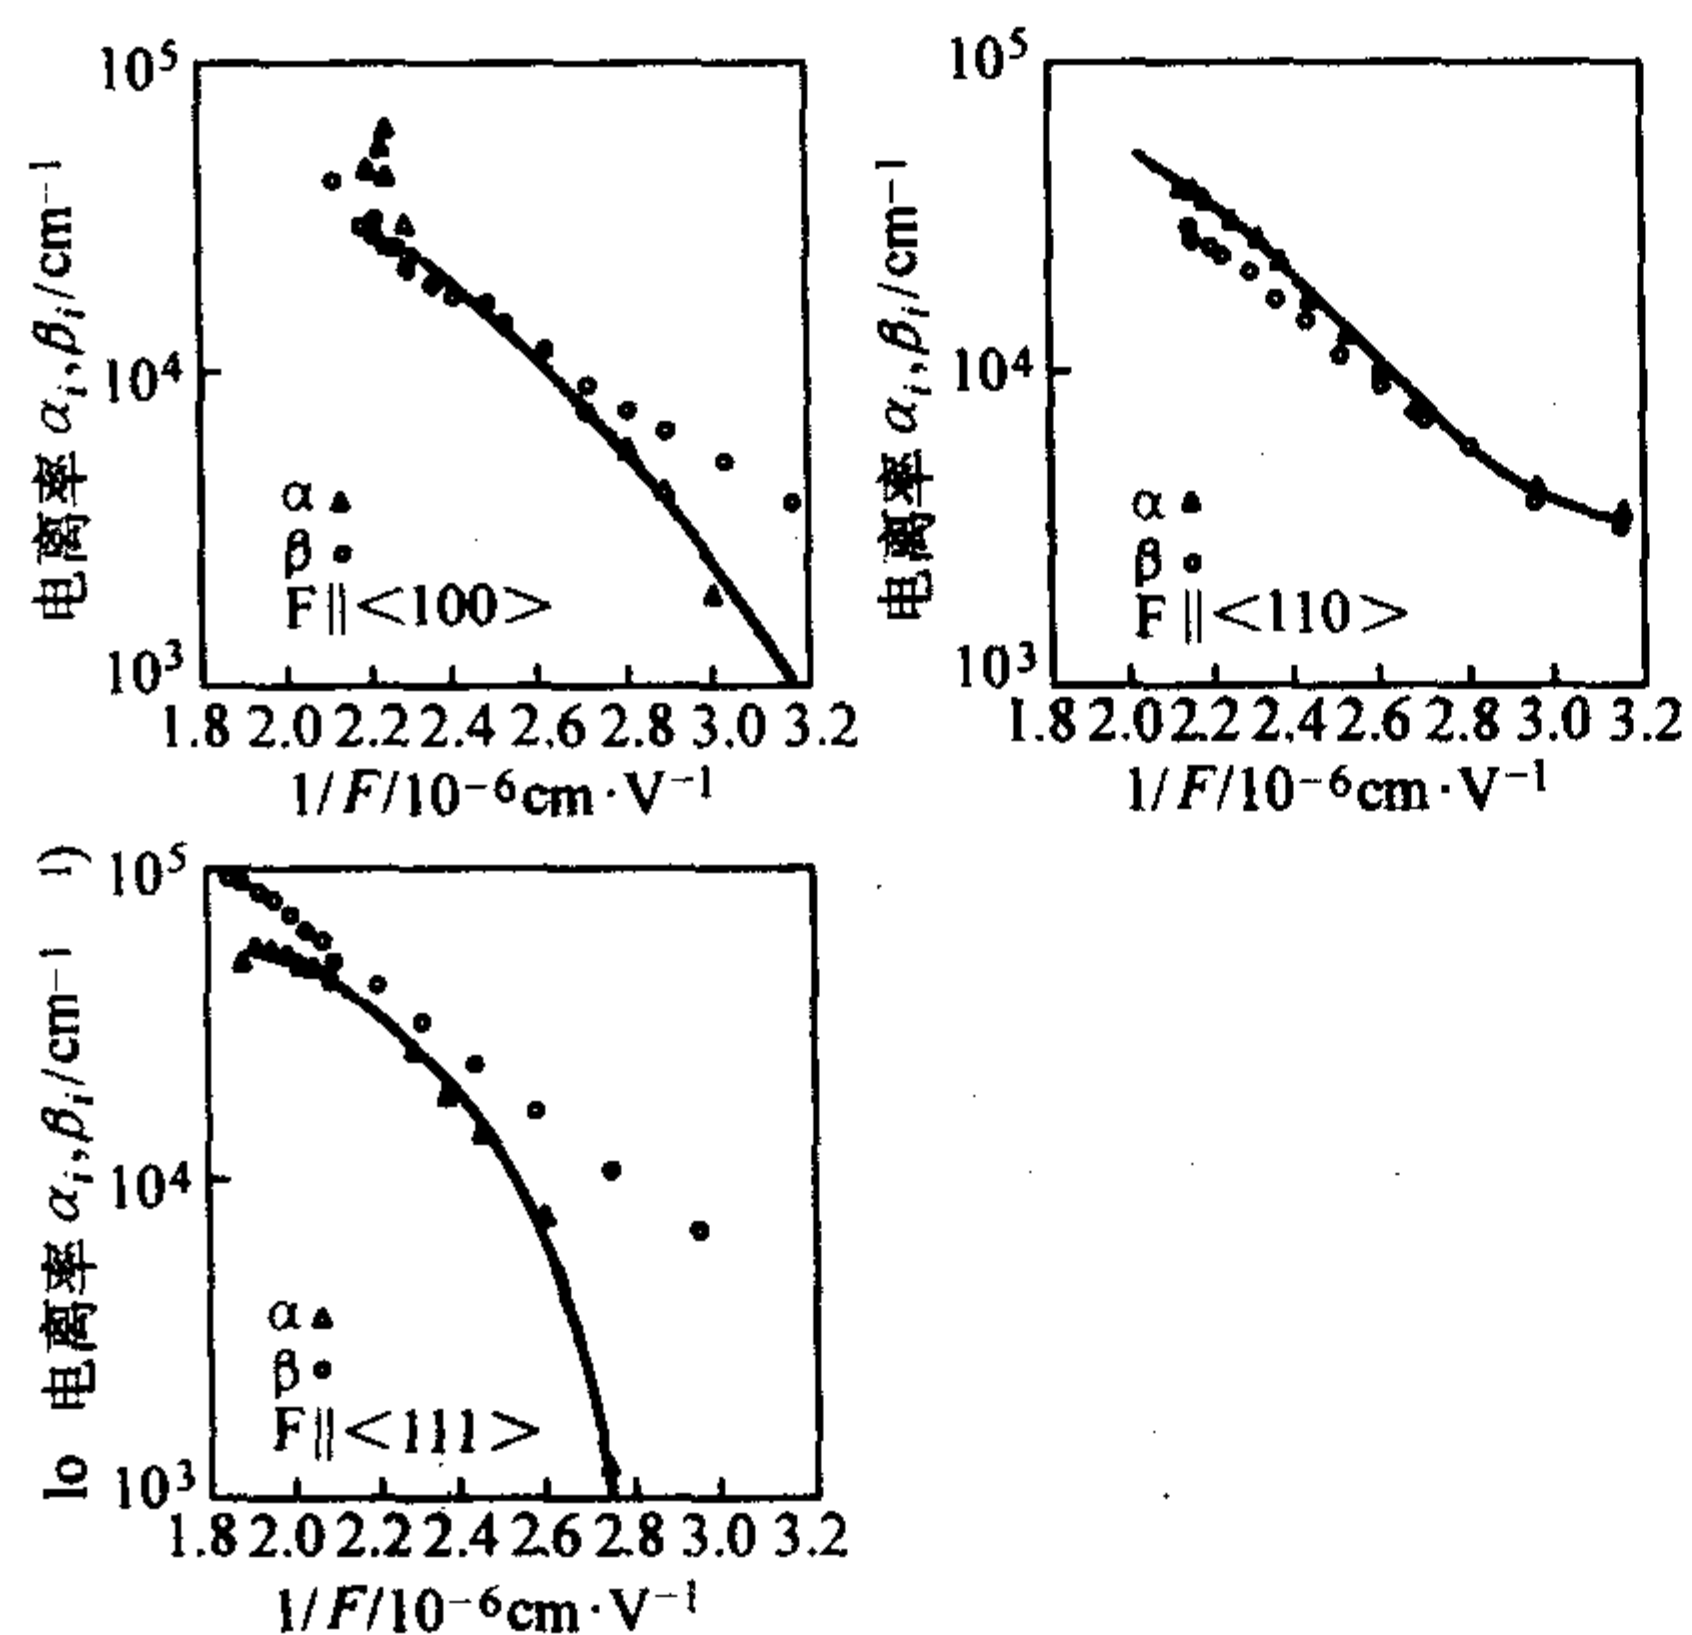 电离率 αᵢ,βᵢ/cm⁻¹
10⁵
10⁴
10³
α ▲
β ○
F∥<100>
1.8 2.0 2.2 2.4 2.6 2.8 3.0 3.2
1/F/10⁻⁶cm·V⁻¹
电离率 αᵢ,βᵢ/cm⁻¹
10⁵
10⁴
10³
α ▲
β ○
F∥<110>
1.8 2.0 2.2 2.4 2.6 2.8 3.0 3.2
1/F/10⁻⁶cm·V⁻¹
lo 电离率 αᵢ,βᵢ/cm⁻¹ 1)
10⁵
10⁴
10³
α ▲
β ○
F∥<111>
1.8 2.0 2.2 2.4 2.6 2.8 3.0 3.2
1/F/10⁻⁶cm·V⁻¹